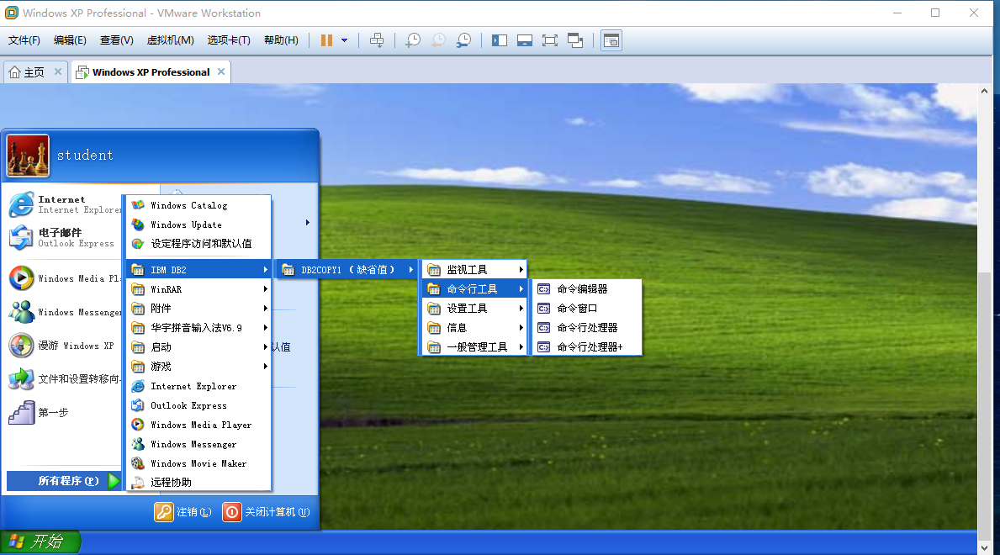 Windows XP Professional - VMware Workstation
文件(F) 编辑(E) 查看(V) 虚拟机(M) 选项卡(T) 帮助(H)
主页 Windows XP Professional
student
Internet
Internet Explorer
电子邮件
Outlook Express
Windows Media Pl
Windows Messenger
漫游 Windows XP
文件和设置转移向
第一步
所有程序(P)
Windows Catalog
Windows Update
设定程序访问和默认值
IBM DB2
WinRAR
附件
华宇拼音输入法V6.9
启动
游戏
Internet Explorer
Outlook Express
Windows Media Player
Windows Messenger
Windows Movie Maker
远程协助
认值
DB2COPY1 （缺省值）
监视工具
命令行工具
设置工具
信息
一般管理工具
命令编辑器
命令窗口
命令行处理器
命令行处理器+
注销(L) 关闭计算机(U)
开始